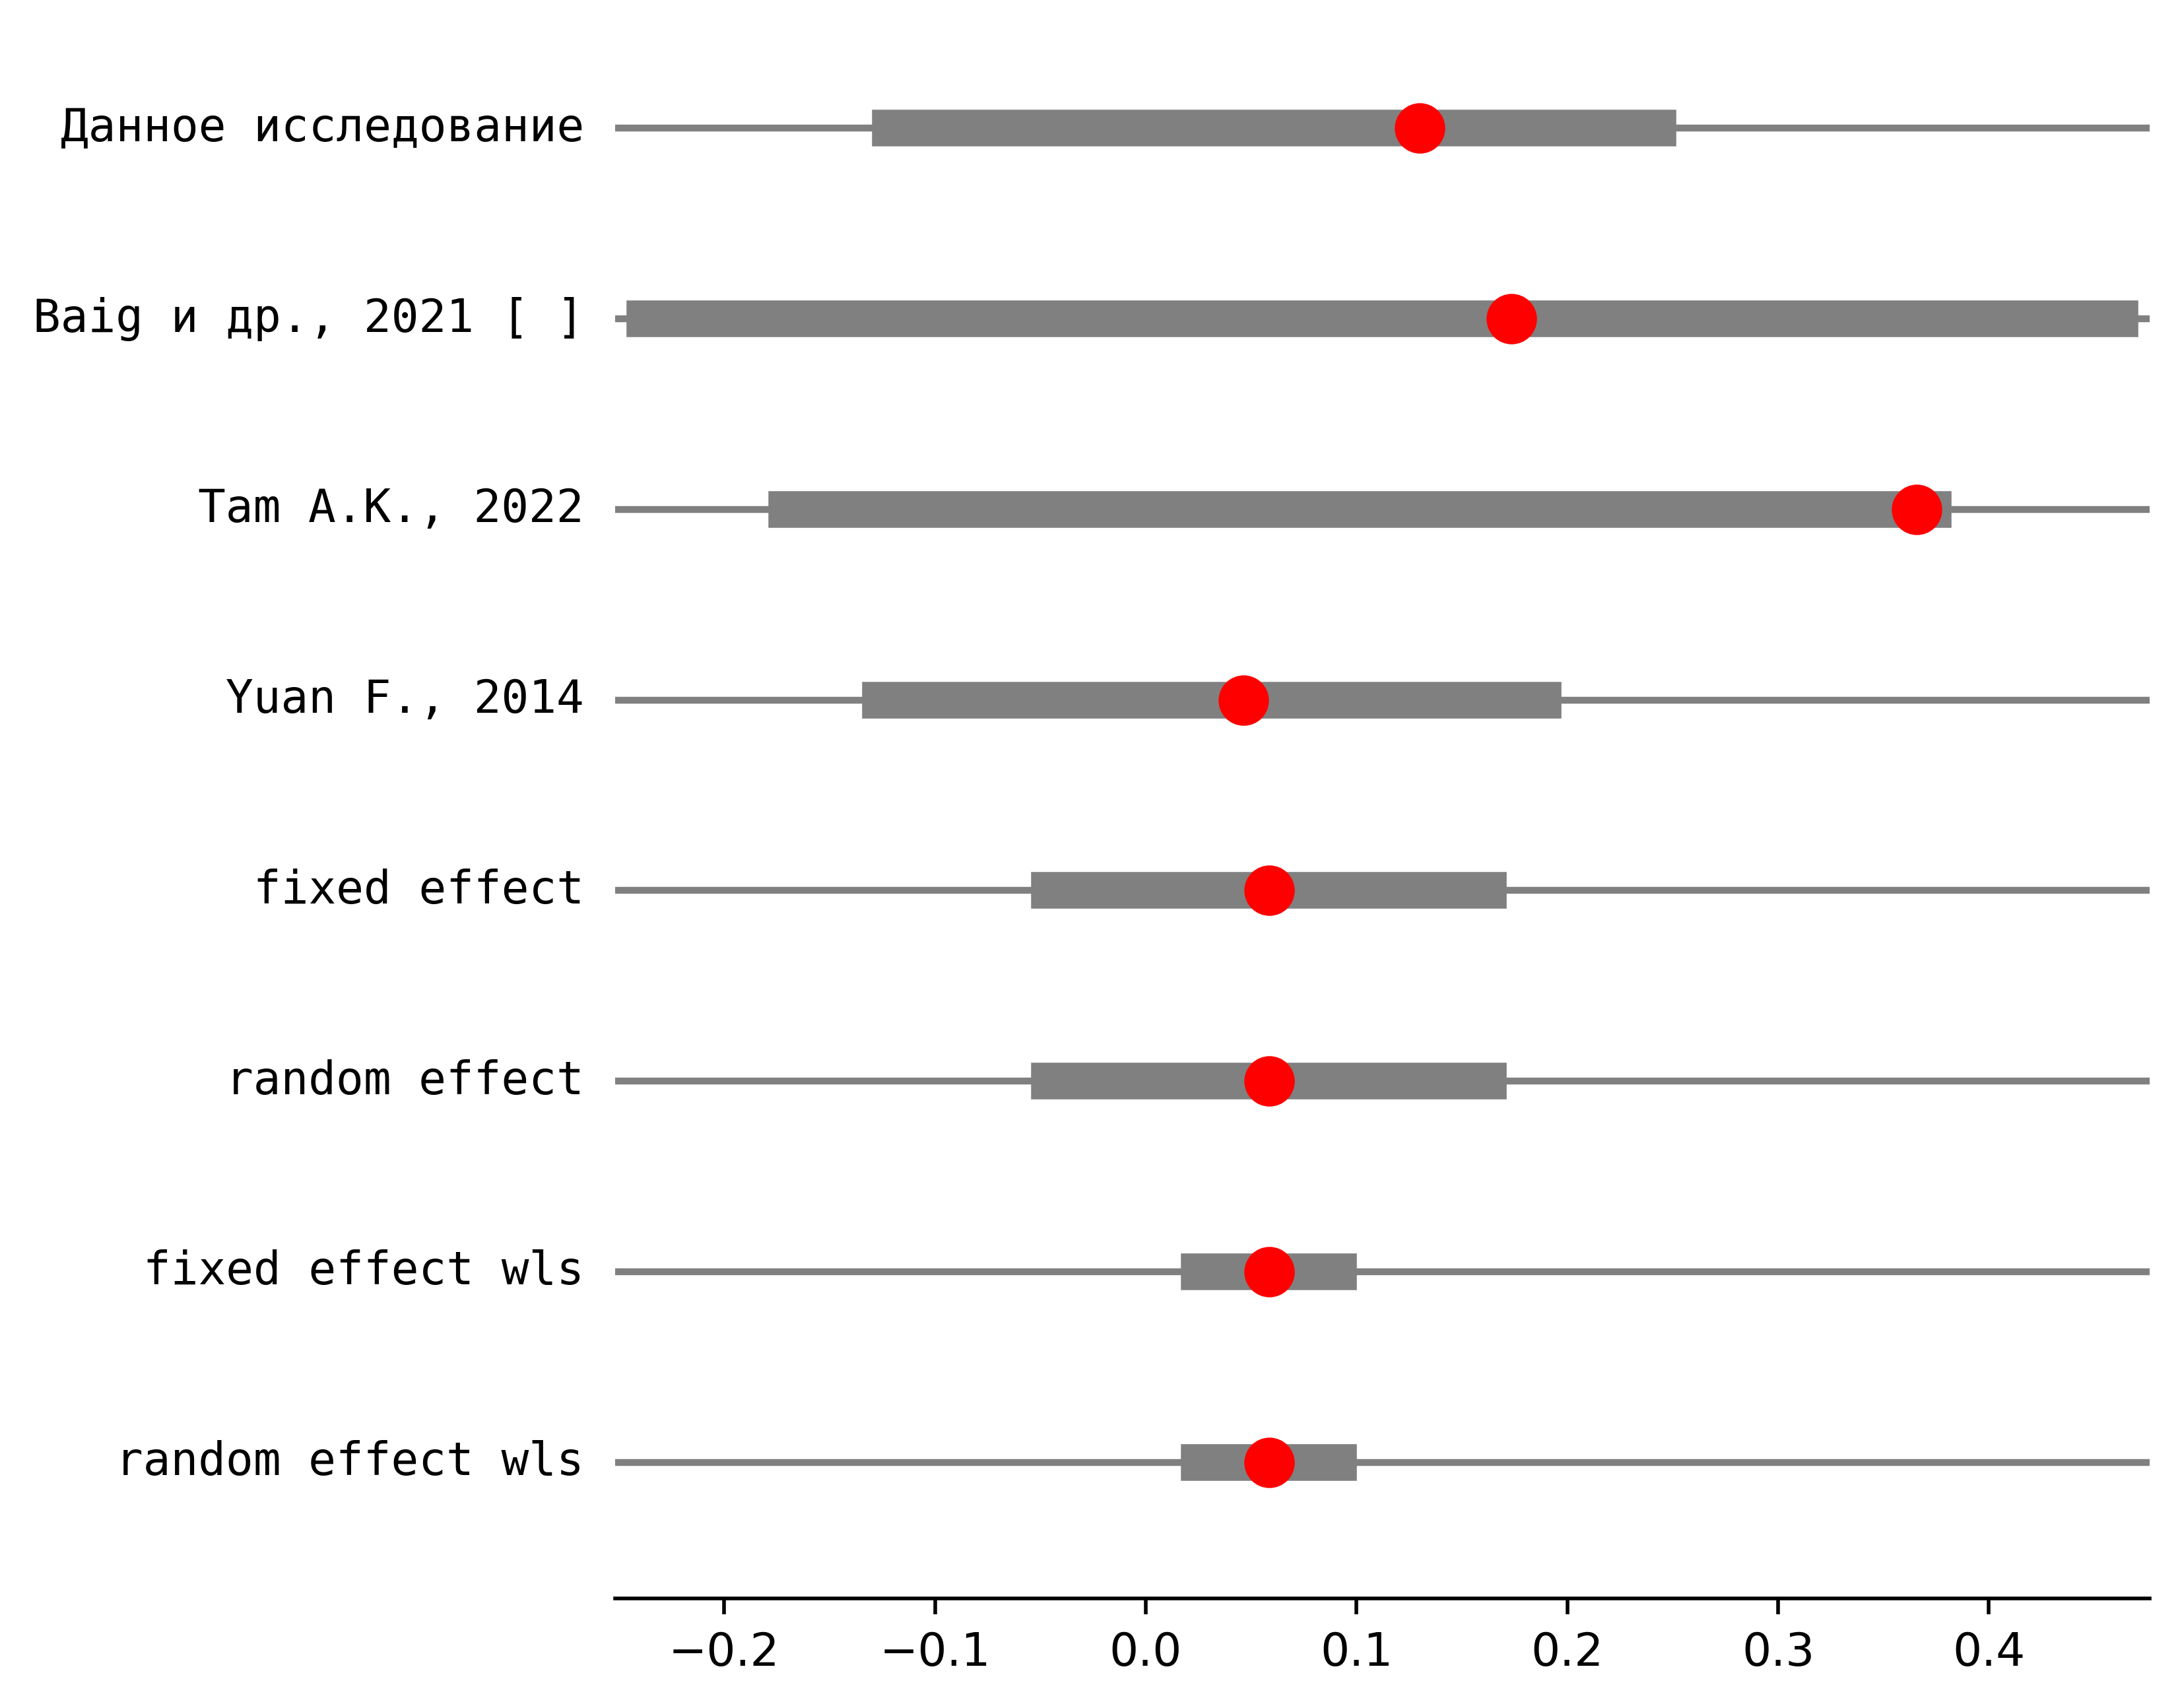 Данное исследование
Baig и др., 2021 [ ]
Tam A.K., 2022
Yuan F., 2014
fixed effect
random effect
fixed effect wls
random effect wls
−0.2 −0.1 0.0 0.1 0.2 0.3 0.4